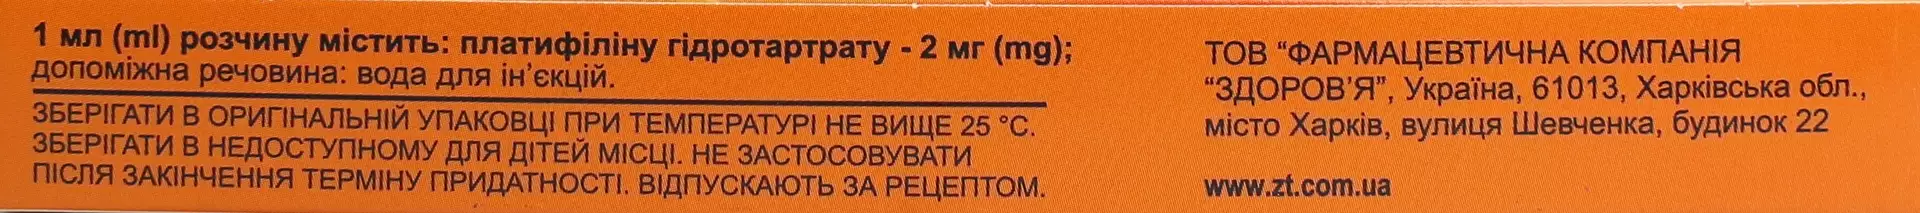 1 мл (ml) розчину містить: платифіліну гідротартрату - 2 мг (mg);
допоміжна речовина: вода для ін’єкцій.
ЗБЕРІГАТИ В ОРИГІНАЛЬНІЙ УПАКОВЦІ ПРИ ТЕМПЕРАТУРІ НЕ ВИЩЕ 25 °С.
ЗБЕРІГАТИ В НЕДОСТУПНОМУ ДЛЯ ДІТЕЙ МІСЦІ. НЕ ЗАСТОСОВУВАТИ
ПІСЛЯ ЗАКІНЧЕННЯ ТЕРМІНУ ПРИДАТНОСТІ. ВІДПУСКАЮТЬ ЗА РЕЦЕПТОМ.
ТОВ “ФАРМАЦЕВТИЧНА КОМПАНІЯ
“ЗДОРОВ’Я”, Україна, 61013, Харківська обл.,
місто Харків, вулиця Шевченка, будинок 22
www.zt.com.ua